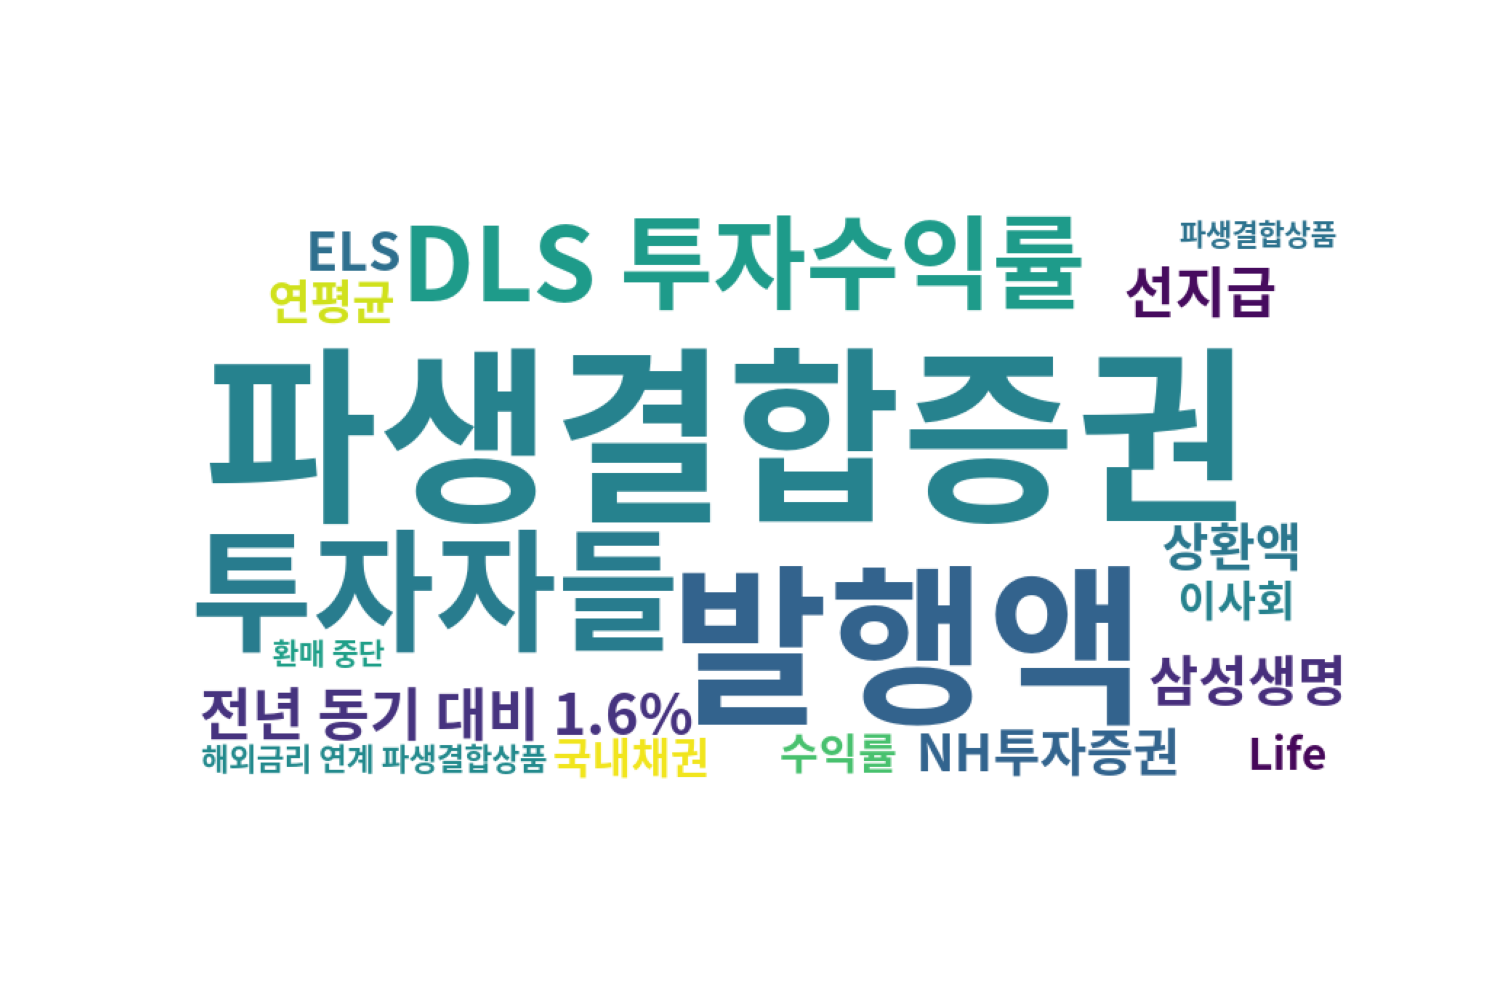 ELS
DLS 투자수익률
파생결합상품
연평균
선지급
파생결합증권
투자자들
상환액
발행액
이사회
환매 중단
삼성생명
전년 동기 대비 1.6%
해외금리 연계 파생결합상품
국내채권
수익률
NH투자증권
Life